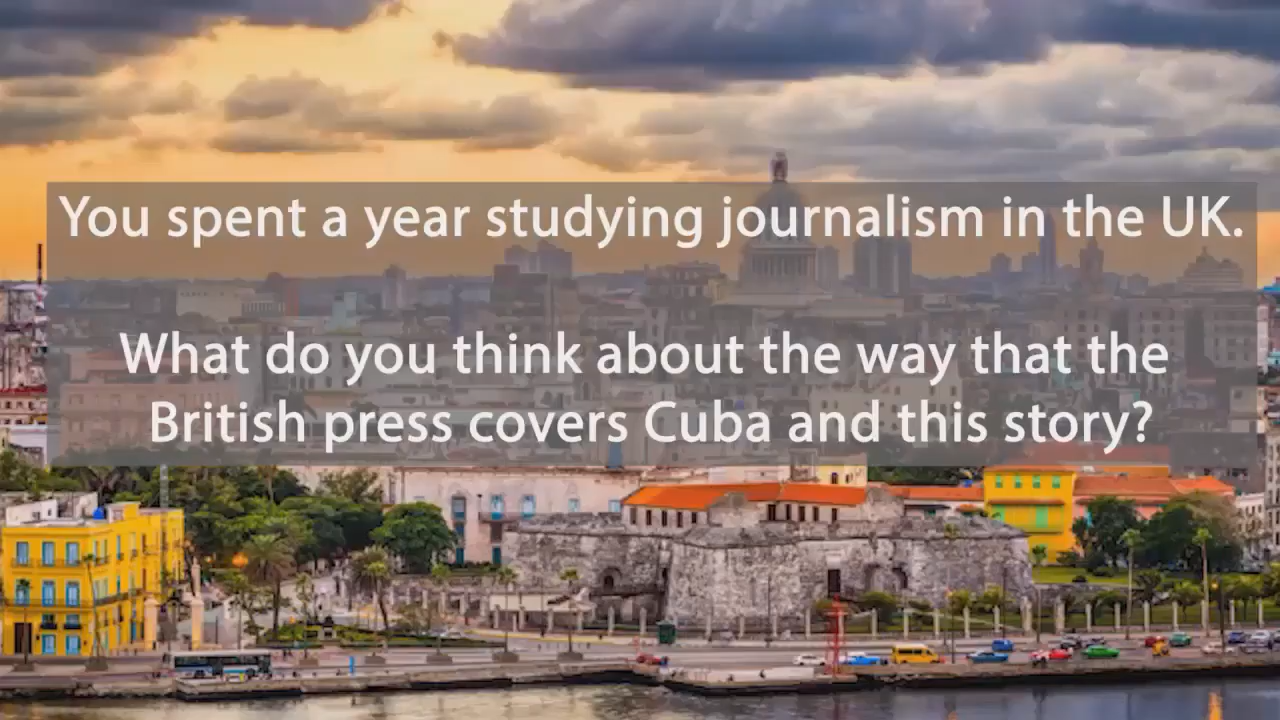 You spent a year studying journalism in the UK.
What do you think about the way that the
British press covers Cuba and this story?